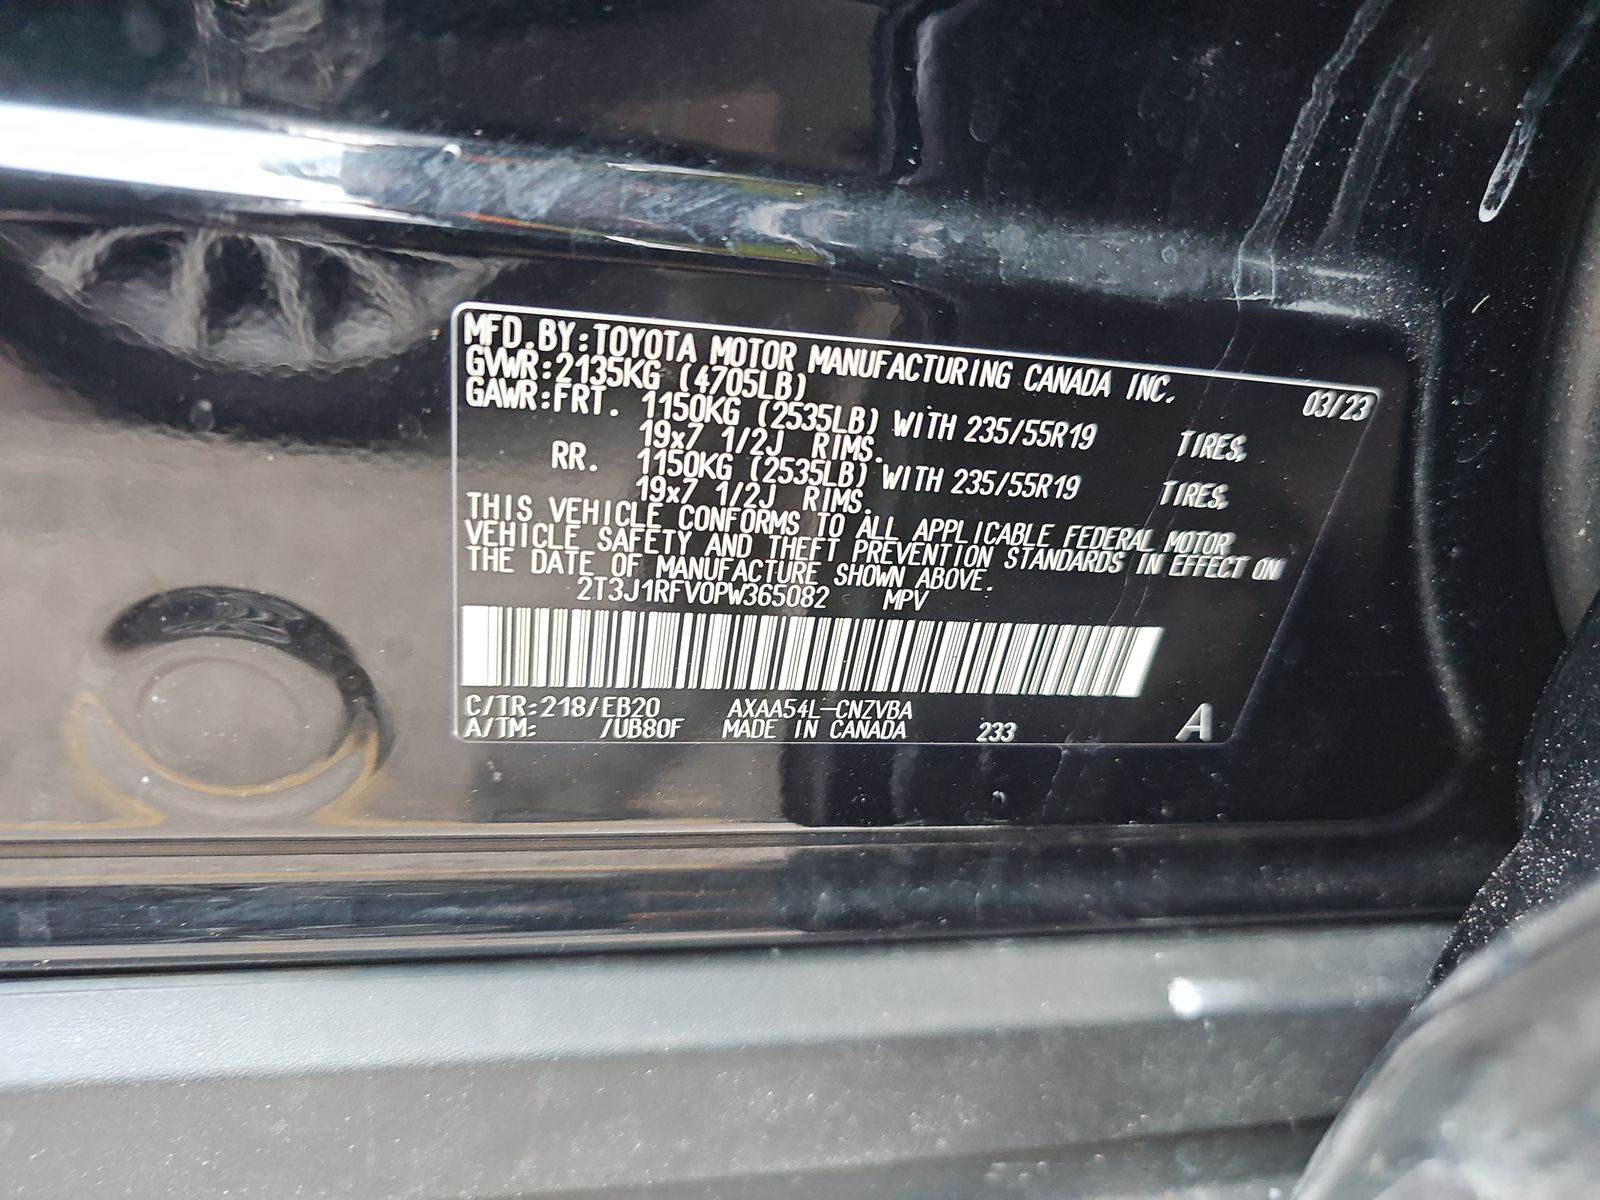 MFD.BY:TOYOTA MOTOR MANUFACTURING CANADA INC. 03/23
GVWR:2135KG (4705LB)
GAWR:FRT. 1150KG (2535LB) WITH 235/55R19 TIRES,
19x7 1/2J RIMS.
RR. 1150KG (2535LB) WITH 235/55R19 TIRES,
19x7 1/2J RIMS.
THIS VEHICLE CONFORMS TO ALL APPLICABLE FEDERAL MOTOR
VEHICLE SAFETY AND THEFT PREVENTION STANDARDS IN EFFECT ON
THE DATE OF MANUFACTURE SHOWN ABOVE.
2T3J1RFV0PW365082 MPV
C/TR:218/EB20 AXAA54L-CNZVBA
A/TM: /UB80F MADE IN CANADA 233 A